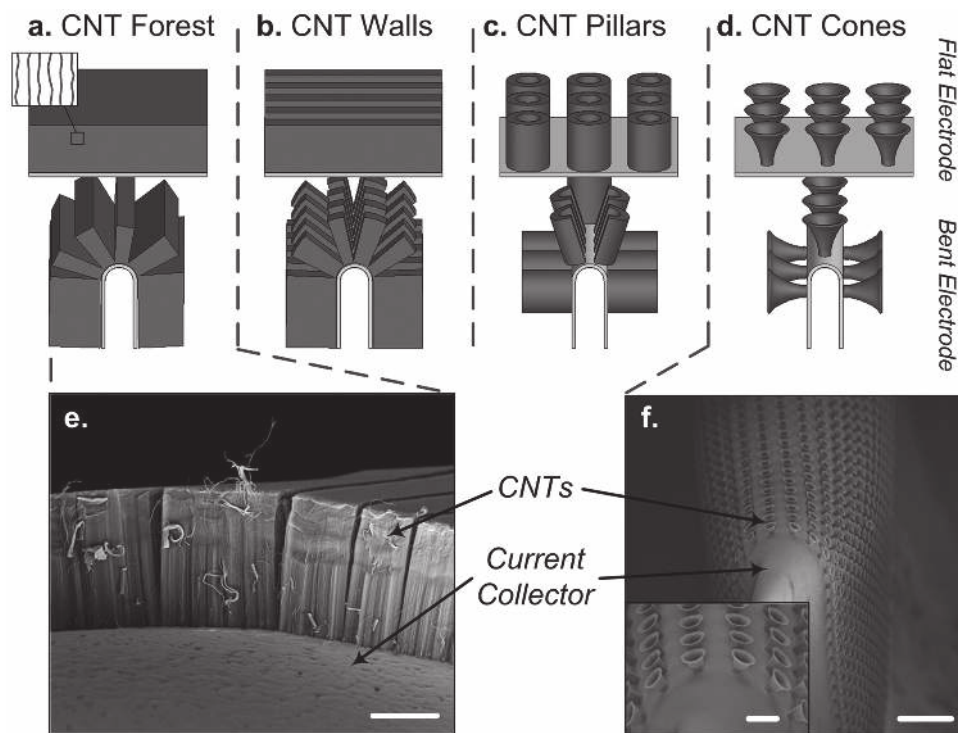 a. CNT Forest
b. CNT Walls
c. CNT Pillars
d. CNT Cones
Flat Electrode
Bent Electrode
e.
f.
CNTs
Current
Collector